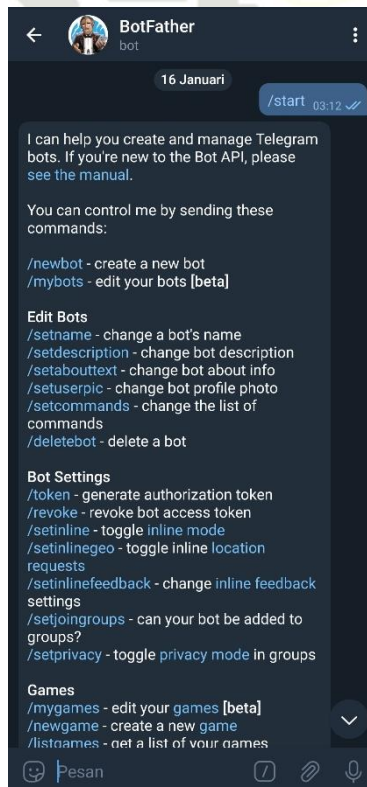 BotFather
bot
16 Januari
/start 03:12
I can help you create and manage Telegram
bots. If you're new to the Bot API, please
see the manual.
You can control me by sending these
commands:
/newbot - create a new bot
/mybots - edit your bots [beta]
Edit Bots
/setname - change a bot's name
/setdescription - change bot description
/setabouttext - change bot about info
/setuserpic - change bot profile photo
/setcommands - change the list of
commands
/deletebot - delete a bot
Bot Settings
/token - generate authorization token
/revoke - revoke bot access token
/setinline - toggle inline mode
/setinlinegeo - toggle inline location
requests
/setinlinefeedback - change inline feedback
settings
/setjoingroups - can your bot be added to
groups?
/setprivacy - toggle privacy mode in groups
Games
/mygames - edit your games [beta]
/newgame - create a new game
/listgames - get a list of your games
Pesan